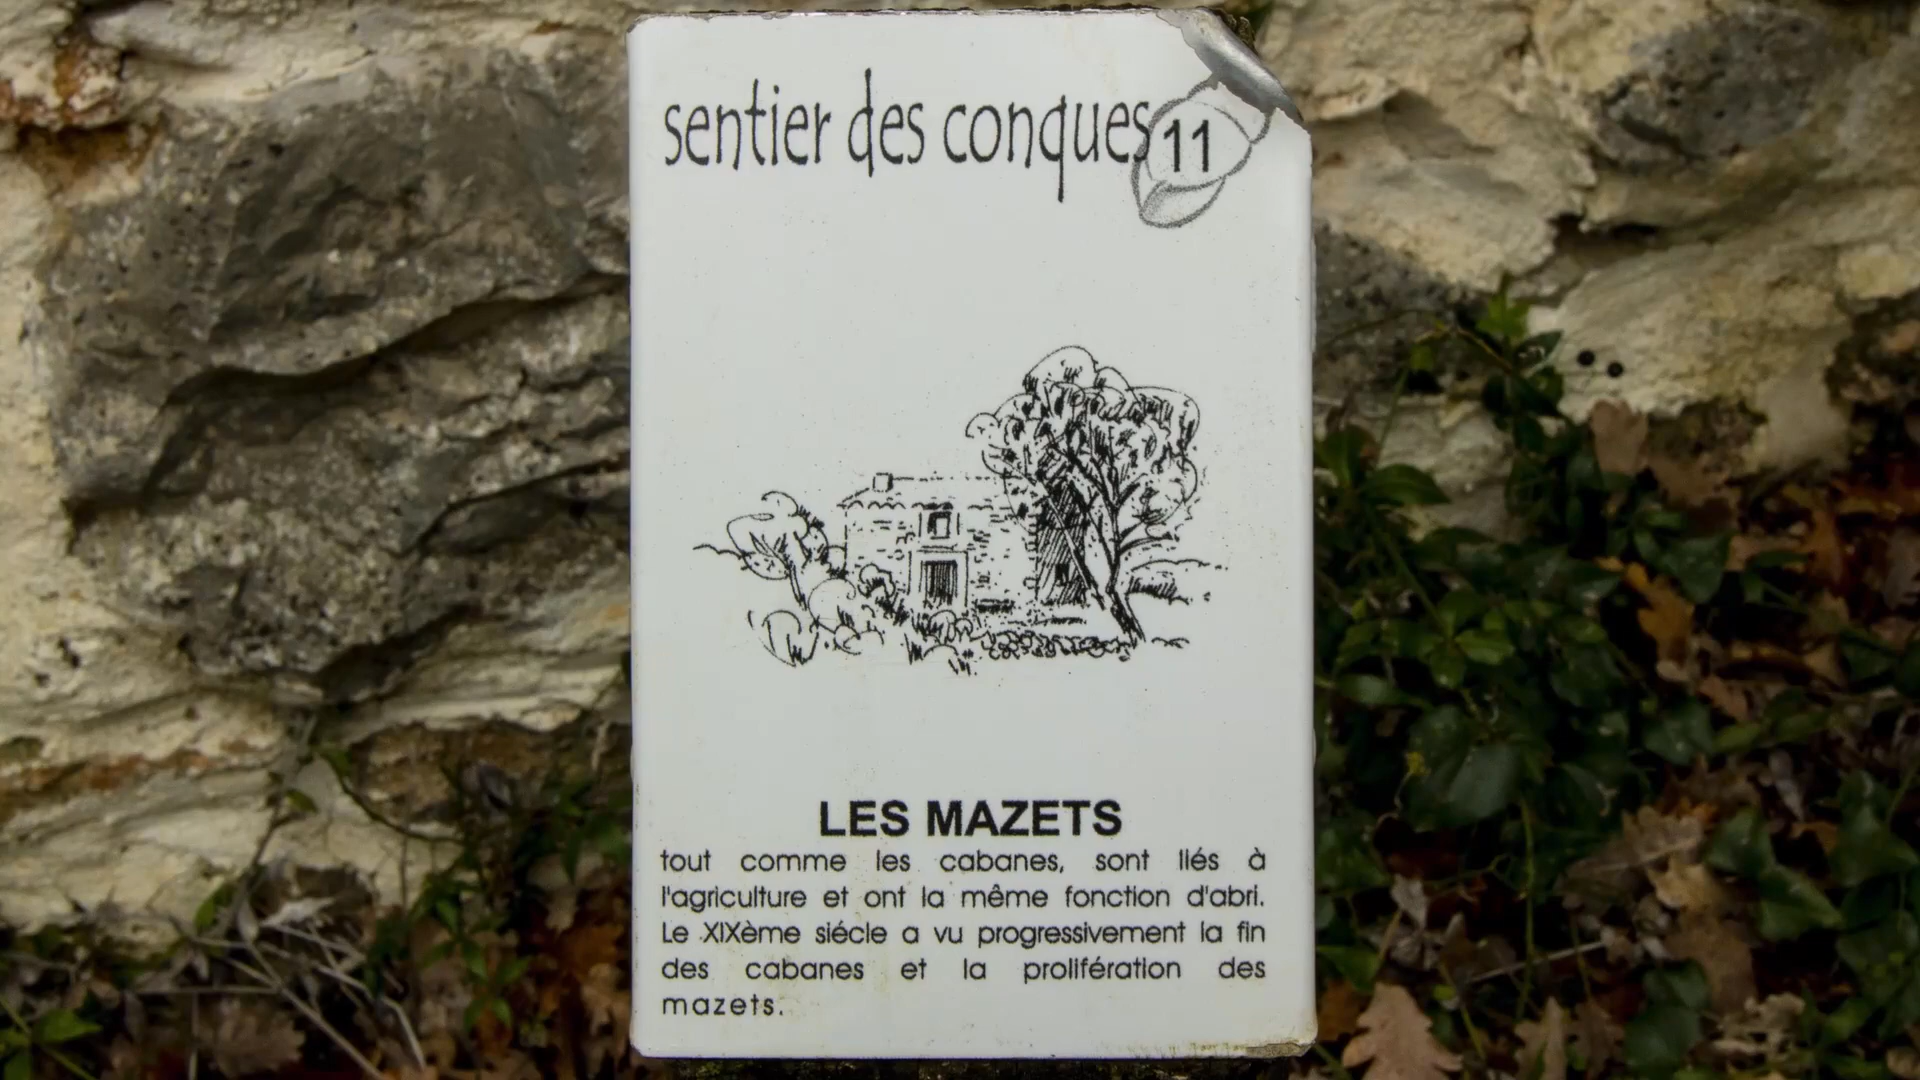 sentier des conques 11
LES MAZETS
tout comme les cabanes, sont liés à
l'agriculture et ont la même fonction d'abri.
Le XIXème siécle a vu progressivement la fin
des cabanes et la prolifération des
mazets.